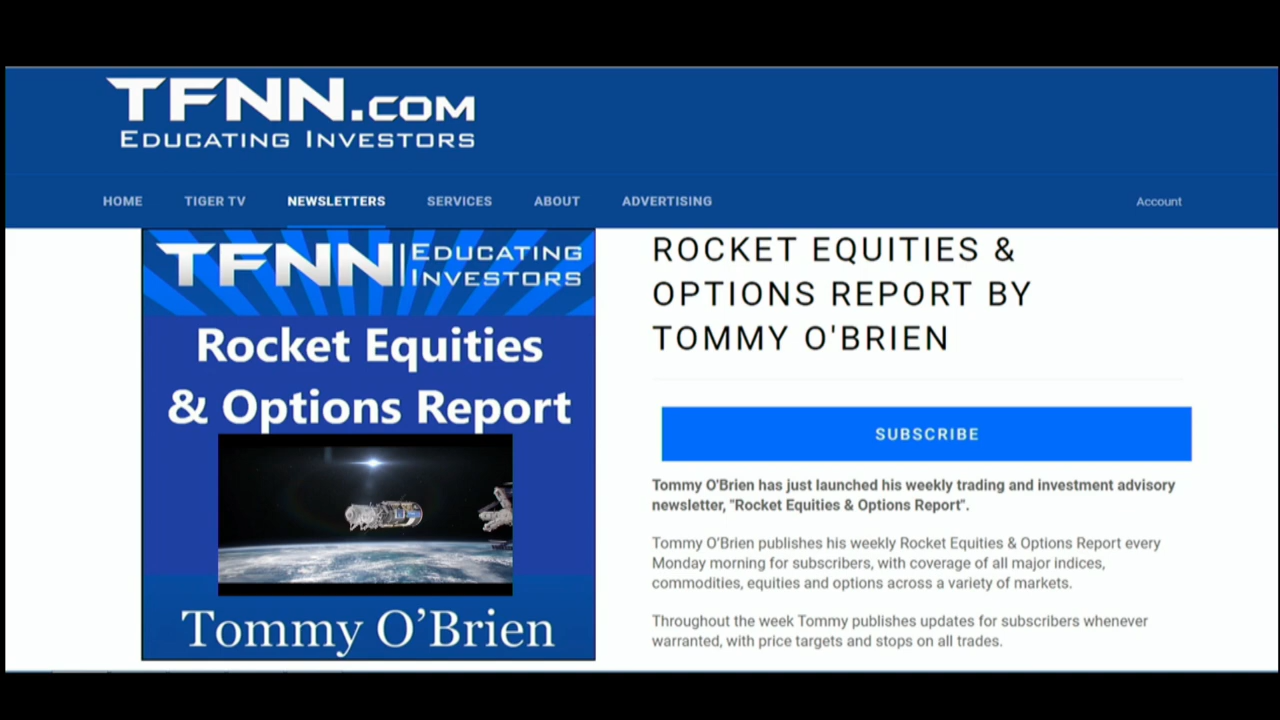 TFNN.COM
EDUCATING INVESTORS
HOME TIGER TV NEWSLETTERS SERVICES ABOUT ADVERTISING Account
TFNN EDUCATING
INVESTORS
Rocket Equities
& Options Report
Tommy O’Brien
ROCKET EQUITIES &
OPTIONS REPORT BY
TOMMY O'BRIEN
SUBSCRIBE
Tommy O'Brien has just launched his weekly trading and investment advisory
newsletter, "Rocket Equities & Options Report".
Tommy O’Brien publishes his weekly Rocket Equities & Options Report every
Monday morning for subscribers, with coverage of all major indices,
commodities, equities and options across a variety of markets.
Throughout the week Tommy publishes updates for subscribers whenever
warranted, with price targets and stops on all trades.